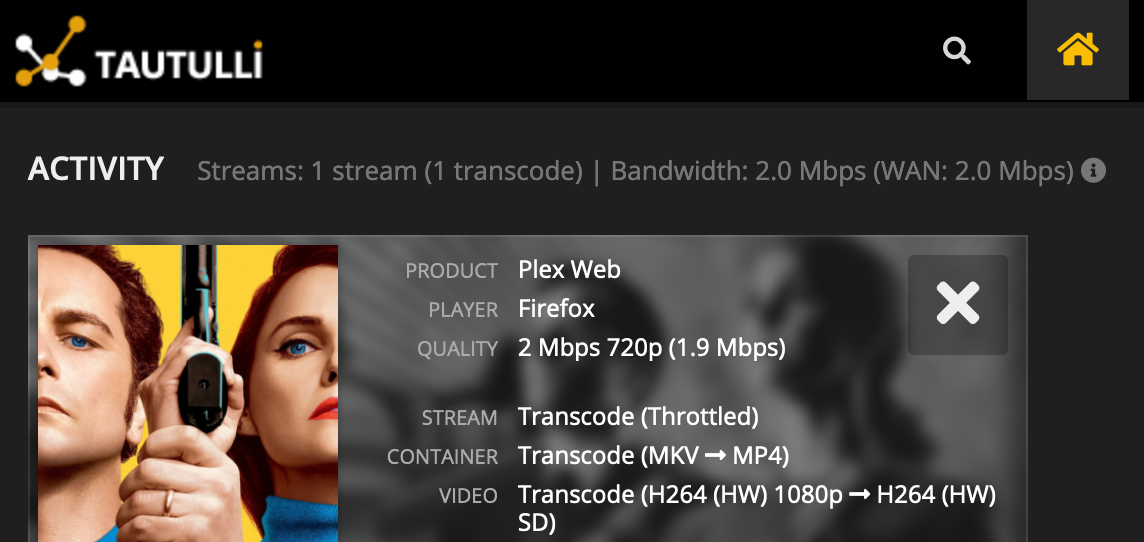 TAUTULLI
ACTIVITY Streams: 1 stream (1 transcode) | Bandwidth: 2.0 Mbps (WAN: 2.0 Mbps)
PRODUCT Plex Web
PLAYER Firefox
QUALITY 2 Mbps 720p (1.9 Mbps)
STREAM Transcode (Throttled)
CONTAINER Transcode (MKV → MP4)
VIDEO Transcode (H264 (HW) 1080p → H264 (HW)
SD)